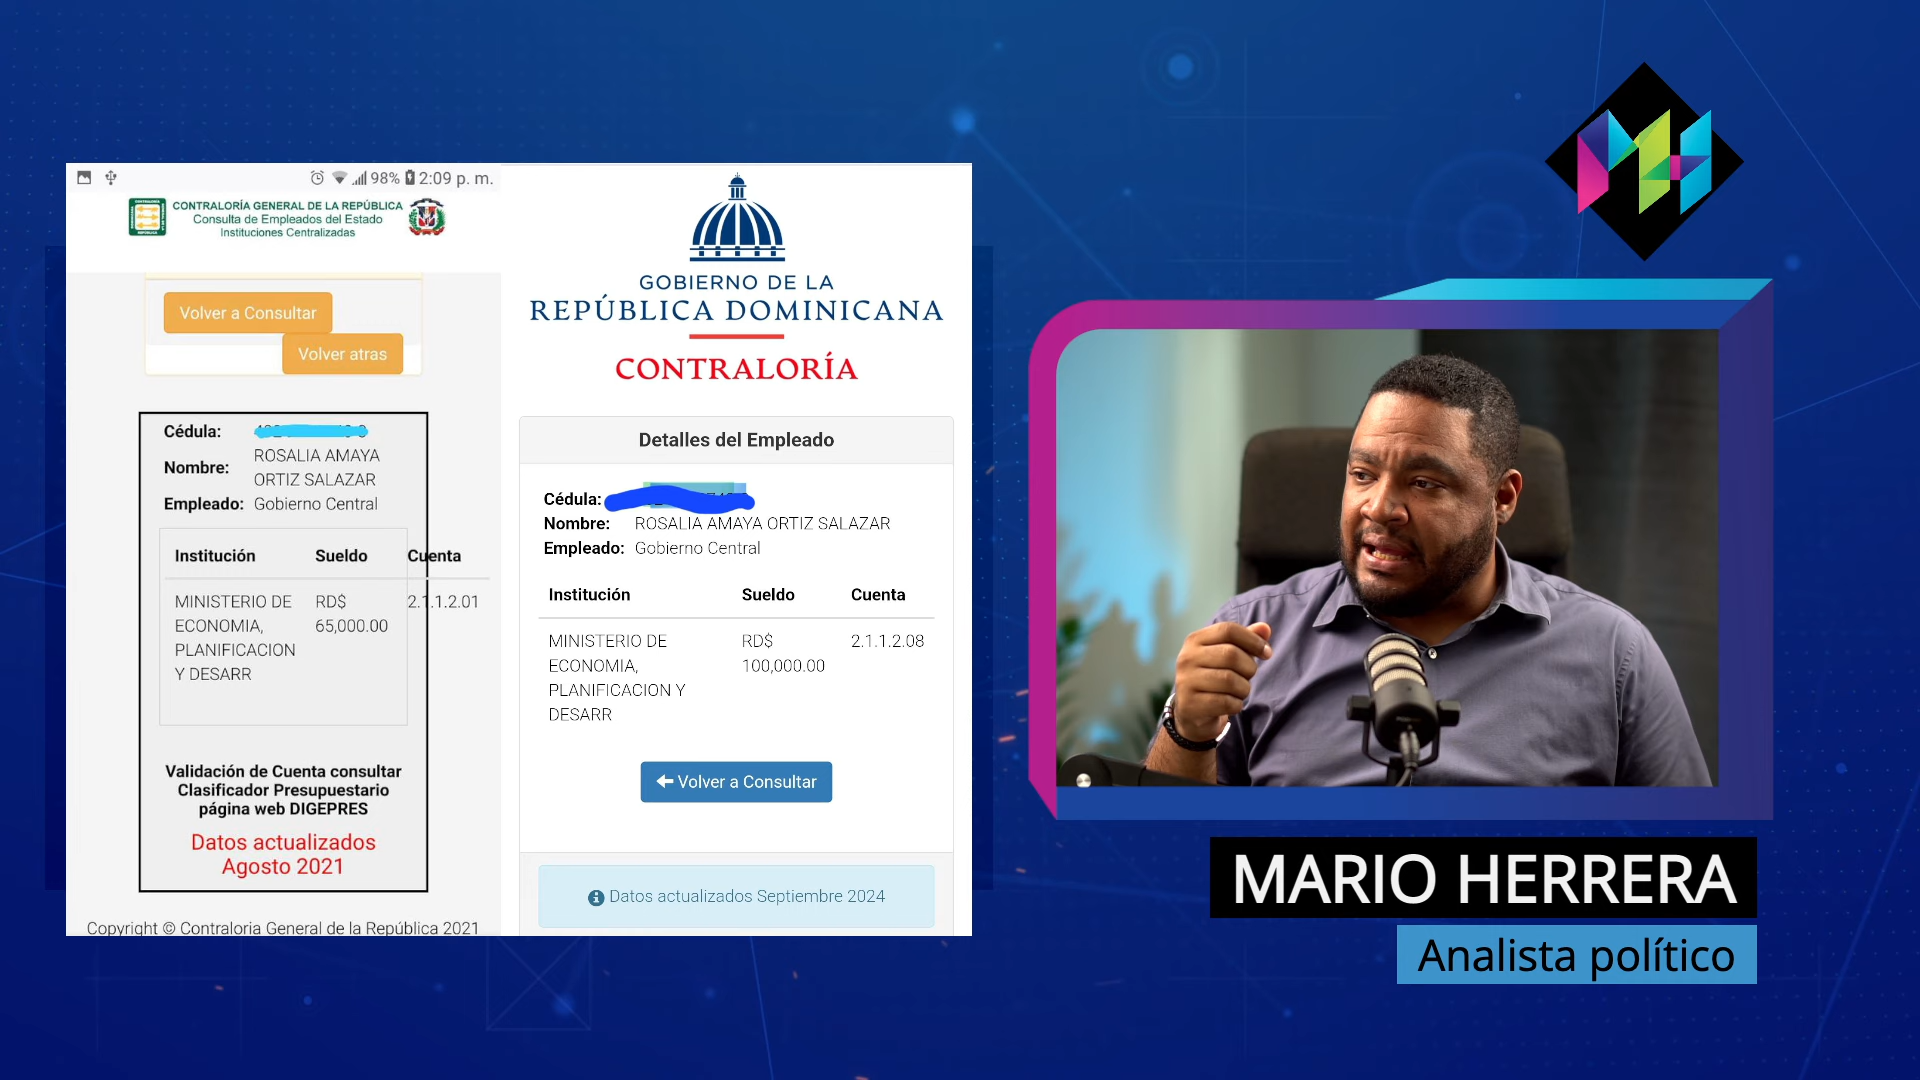 98% 2:09 p. m.
CONTRALORÍA GENERAL DE LA REPÚBLICA
Consulta de Empleados del Estado
Instituciones Centralizadas
Volver a Consultar
Volver atras
Cédula:
Nombre: ROSALIA AMAYA
ORTIZ SALAZAR
Empleado: Gobierno Central
Institución Sueldo Cuenta
MINISTERIO DE RD$ 2.1.1.2.01
ECONOMIA, 65,000.00
PLANIFICACION
Y DESARR
Validación de Cuenta consultar
Clasificador Presupuestario
página web DIGEPRES
Datos actualizados
Agosto 2021
Copyright © Contraloria General de la República 2021
GOBIERNO DE LA
REPÚBLICA DOMINICANA
CONTRALORÍA
Detalles del Empleado
Cédula:
Nombre: ROSALIA AMAYA ORTIZ SALAZAR
Empleado: Gobierno Central
Institución Sueldo Cuenta
MINISTERIO DE RD$ 2.1.1.2.08
ECONOMIA, 100,000.00
PLANIFICACION Y
DESARR
Volver a Consultar
Datos actualizados Septiembre 2024
MH
MARIO HERRERA
Analista político